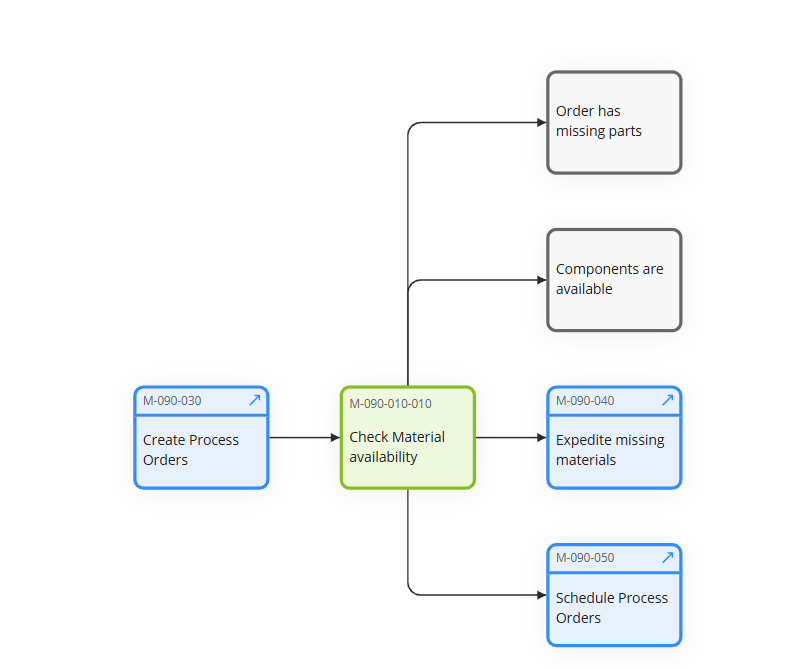 Order has
missing parts
Components are
available
M-090-030
Create Process
Orders
M-090-010-010
Check Material
availability
M-090-040
Expedite missing
materials
M-090-050
Schedule Process
Orders